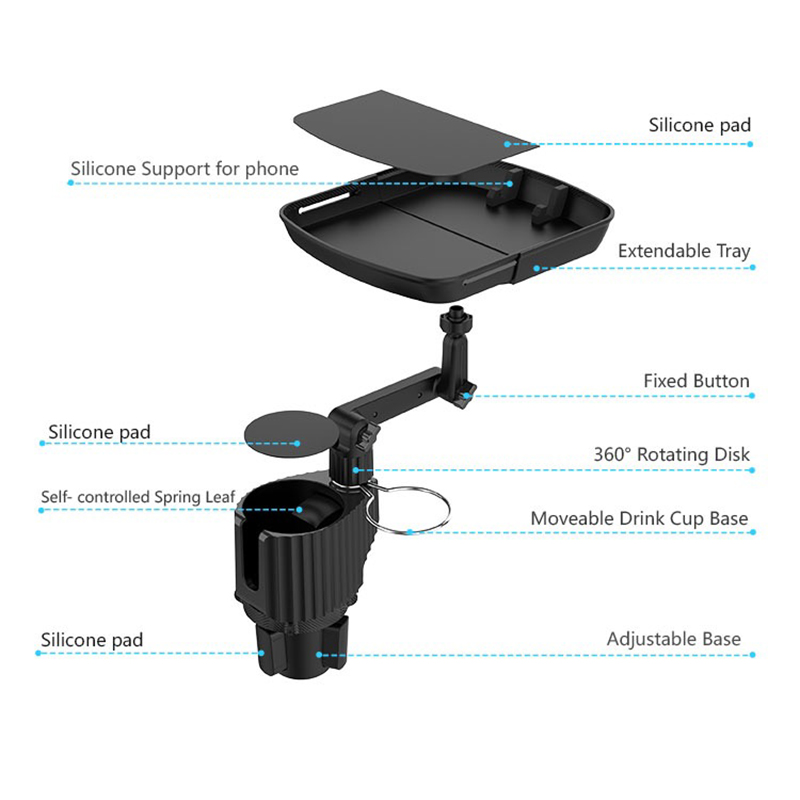 Silicone pad
Silicone Support for phone
Extendable Tray
Fixed Button
Silicone pad
360° Rotating Disk
Self- controlled Spring Leaf
Moveable Drink Cup Base
Silicone pad
Adjustable Base